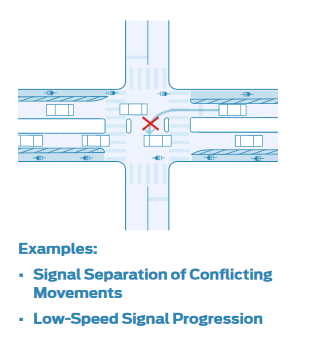 Examples:
• Signal Separation of Conflicting
Movements
• Low-Speed Signal Progression